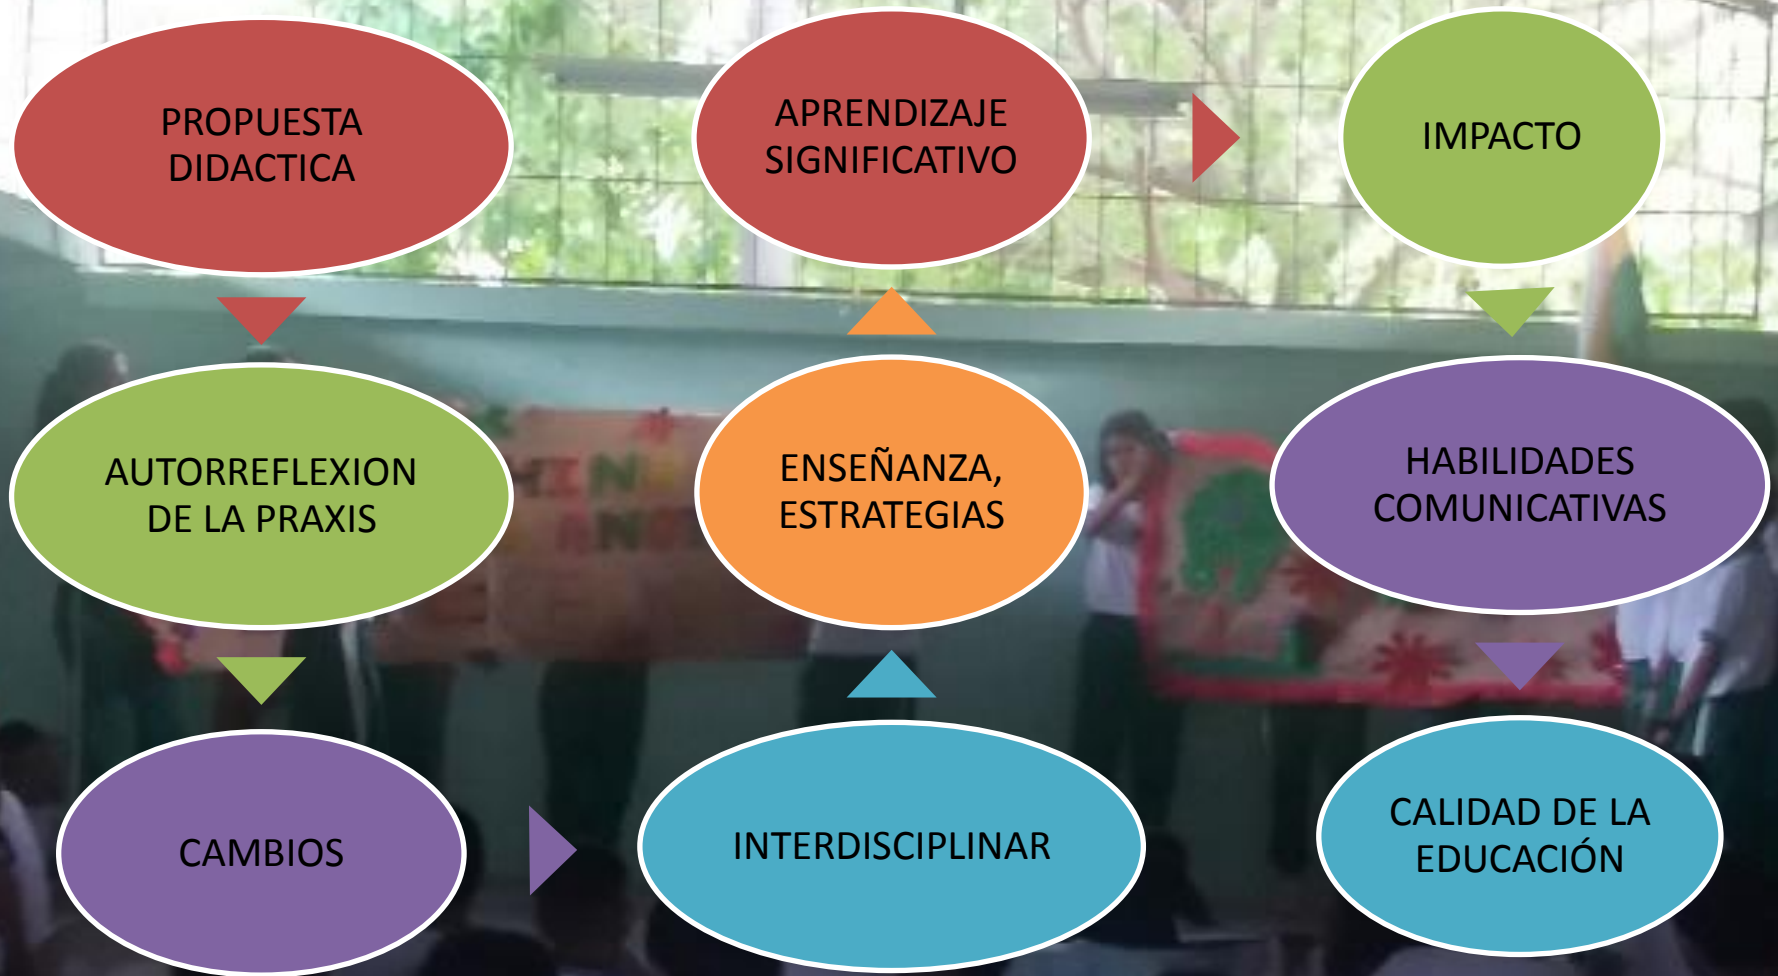 PROPUESTA
DIDACTICA
AUTORREFLEXION
DE LA PRAXIS
CAMBIOS
INTERDISCIPLINAR
ENSEÑANZA,
ESTRATEGIAS
APRENDIZAJE
SIGNIFICATIVO
IMPACTO
HABILIDADES
COMUNICATIVAS
CALIDAD DE LA
EDUCACIÓN